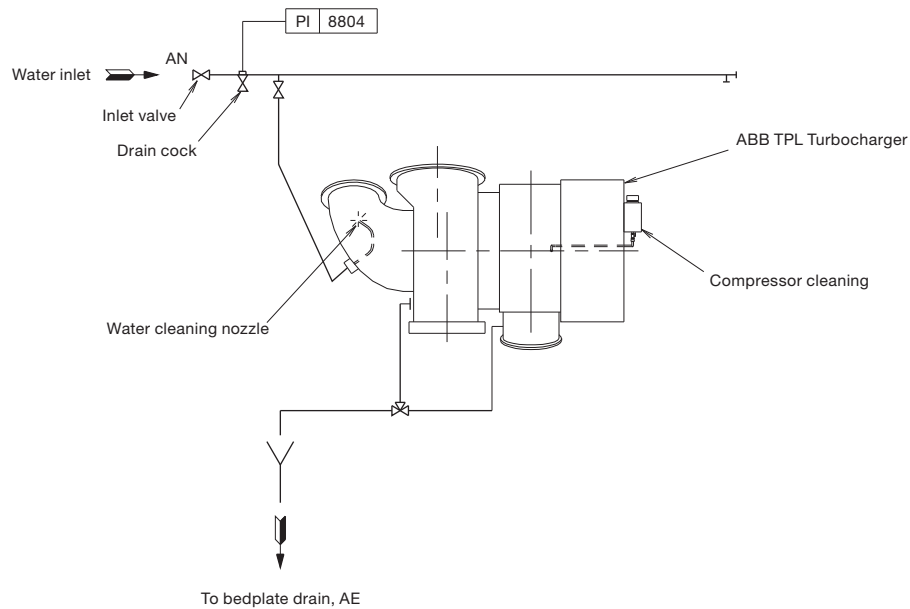 PI 8804
AN
Water inlet
Inlet valve
Drain cock
ABB TPL Turbocharger
Compressor cleaning
Water cleaning nozzle
To bedplate drain, AE